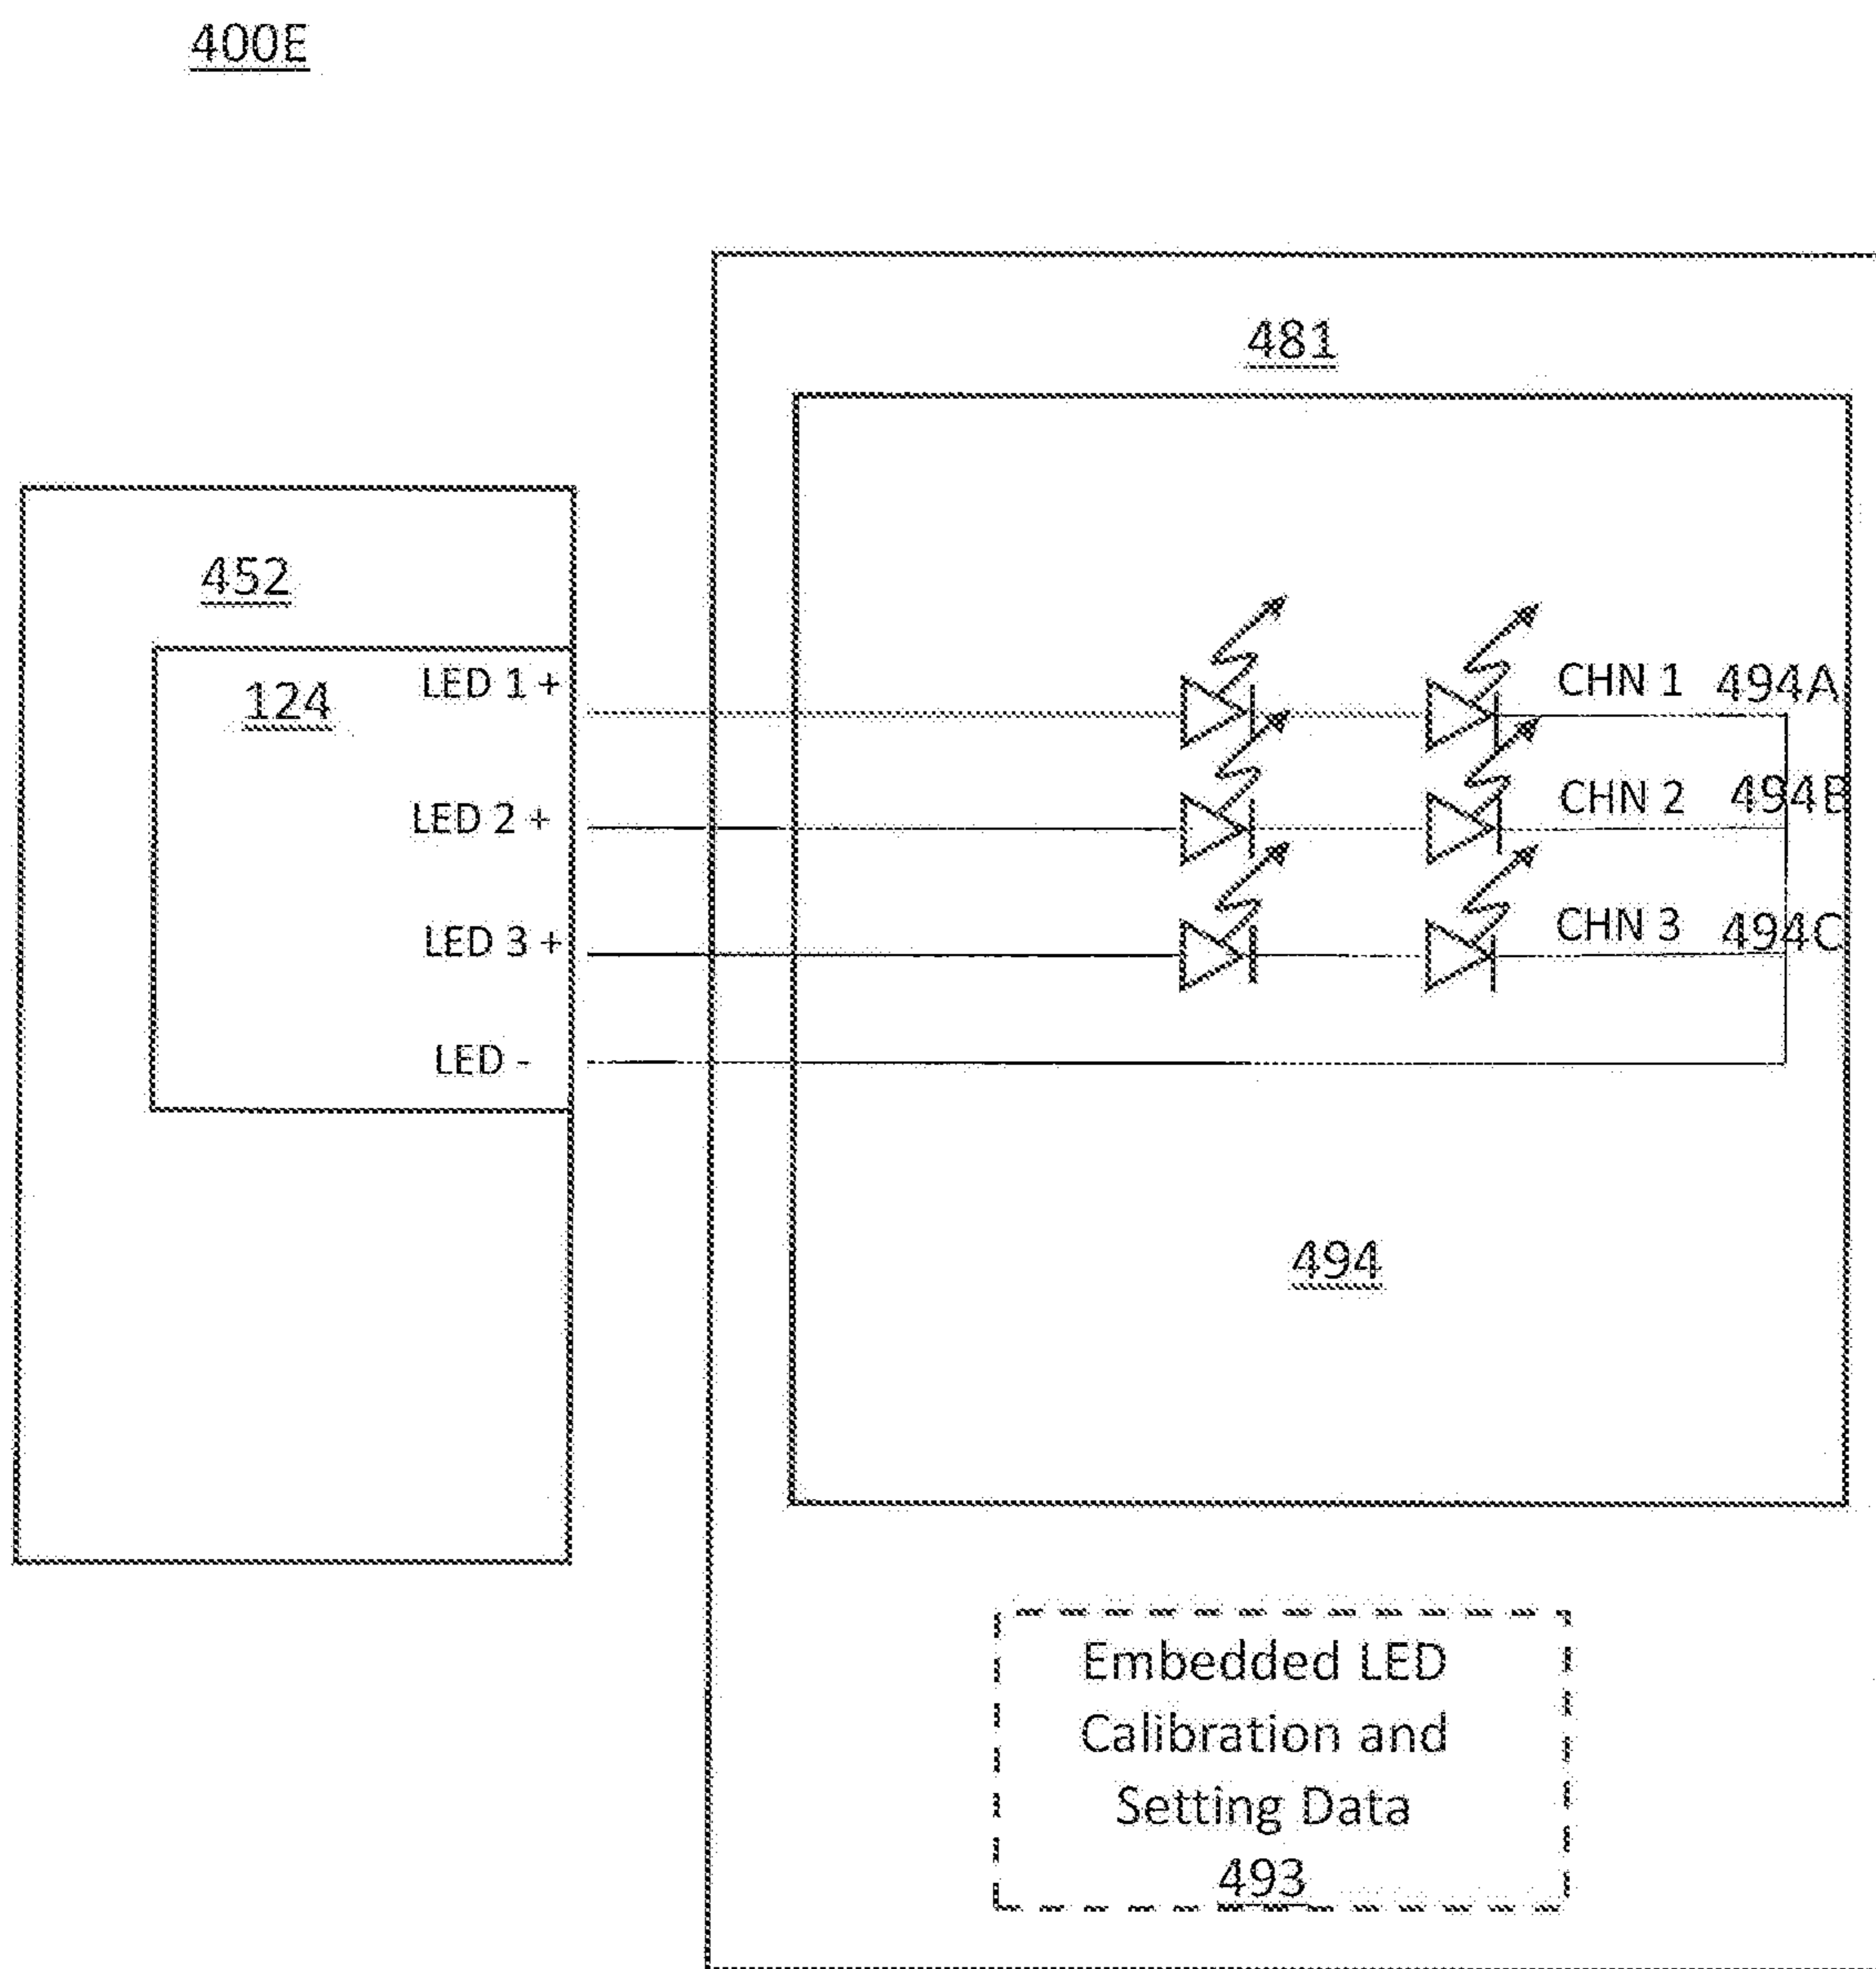 400E
481
452
124
LED 1 +
CHN 1 494A
LED 2 +
CHN 2 494B
LED 3 +
CHN 3 494C
LED -
494
Embedded LED
Calibration and
Setting Data
493